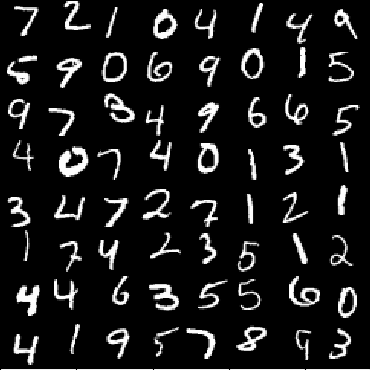 7 2 1 0 4 1 4 9
5 9 0 6 9 0 1 5
9 7 3 4 9 6 6 5
4 0 7 4 0 1 3 1
3 4 7 2 7 1 2 1
1 7 4 2 3 5 1 2
4 4 6 3 5 5 6 0
4 1 9 5 7 8 9 3